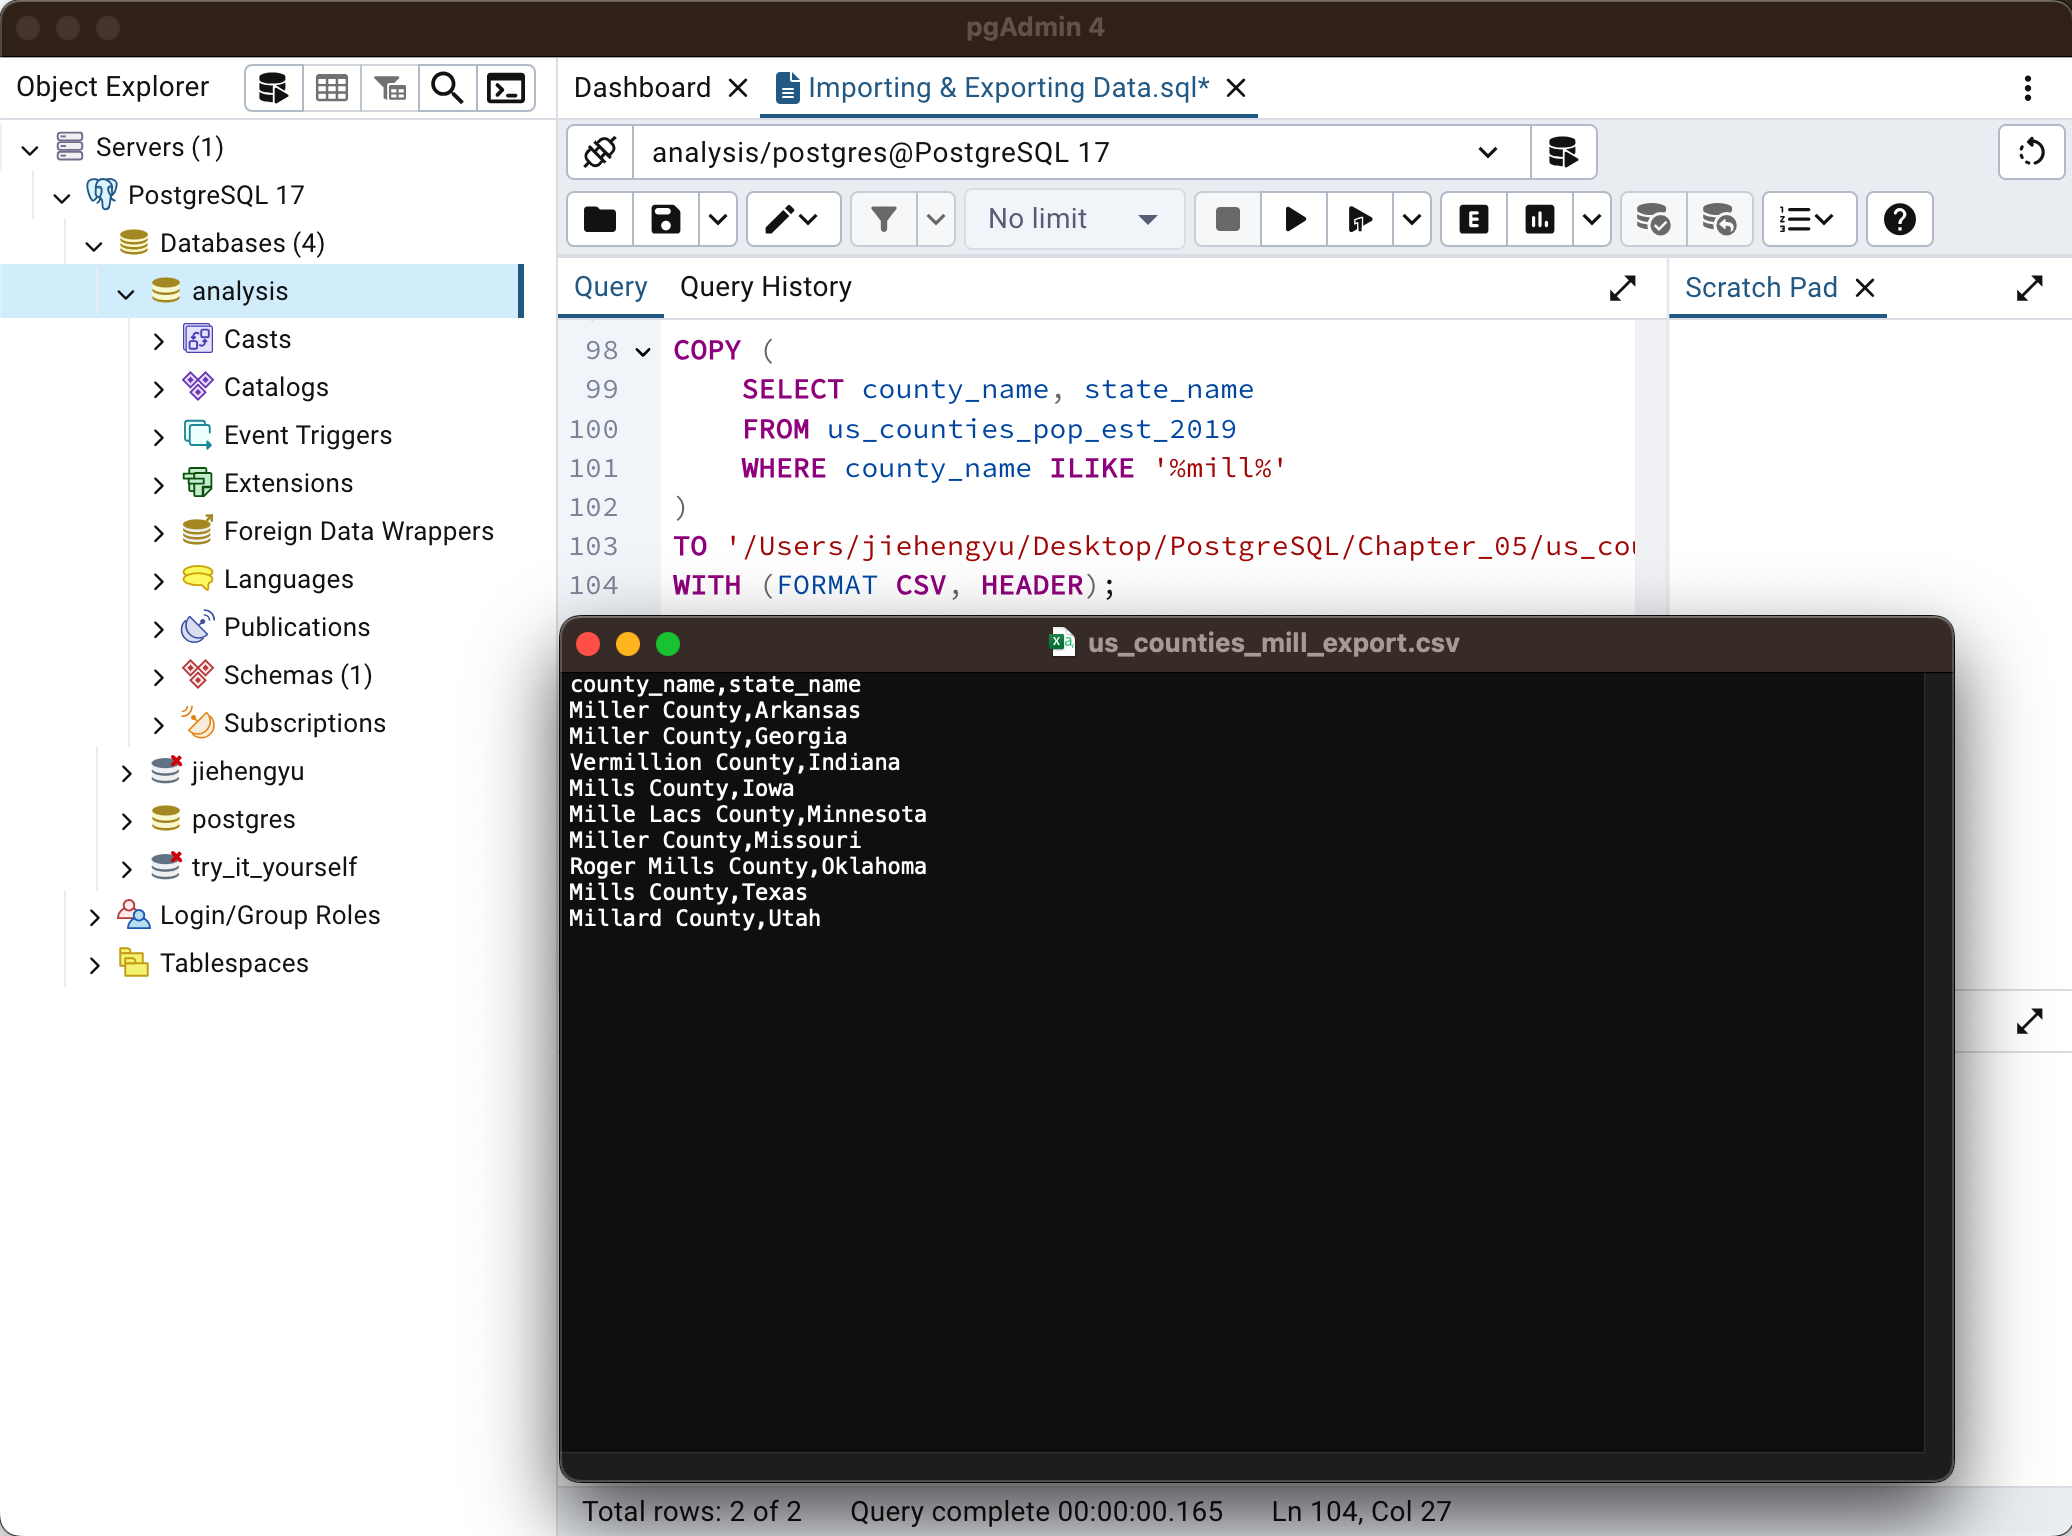 pgAdmin 4
Object Explorer
Dashboard
Importing & Exporting Data.sql*
Servers (1)
PostgreSQL 17
Databases (4)
analysis
Casts
Catalogs
Event Triggers
Extensions
Foreign Data Wrappers
Languages
Publications
Schemas (1)
Subscriptions
jiehengyu
postgres
try_it_yourself
Login/Group Roles
Tablespaces
analysis/postgres@PostgreSQL 17
No limit
Query
Query History
Scratch Pad
98 COPY (
99 SELECT county_name, state_name
100 FROM us_counties_pop_est_2019
101 WHERE county_name ILIKE '%mill%'
102 )
103 TO '/Users/jiehengyu/Desktop/PostgreSQL/Chapter_05/us_cou
104 WITH (FORMAT CSV, HEADER);
us_counties_mill_export.csv
county_name,state_name
Miller County,Arkansas
Miller County,Georgia
Vermillion County,Indiana
Mills County,Iowa
Mille Lacs County,Minnesota
Miller County,Missouri
Roger Mills County,Oklahoma
Mills County,Texas
Millard County,Utah
Total rows: 2 of 2
Query complete 00:00:00.165
Ln 104, Col 27